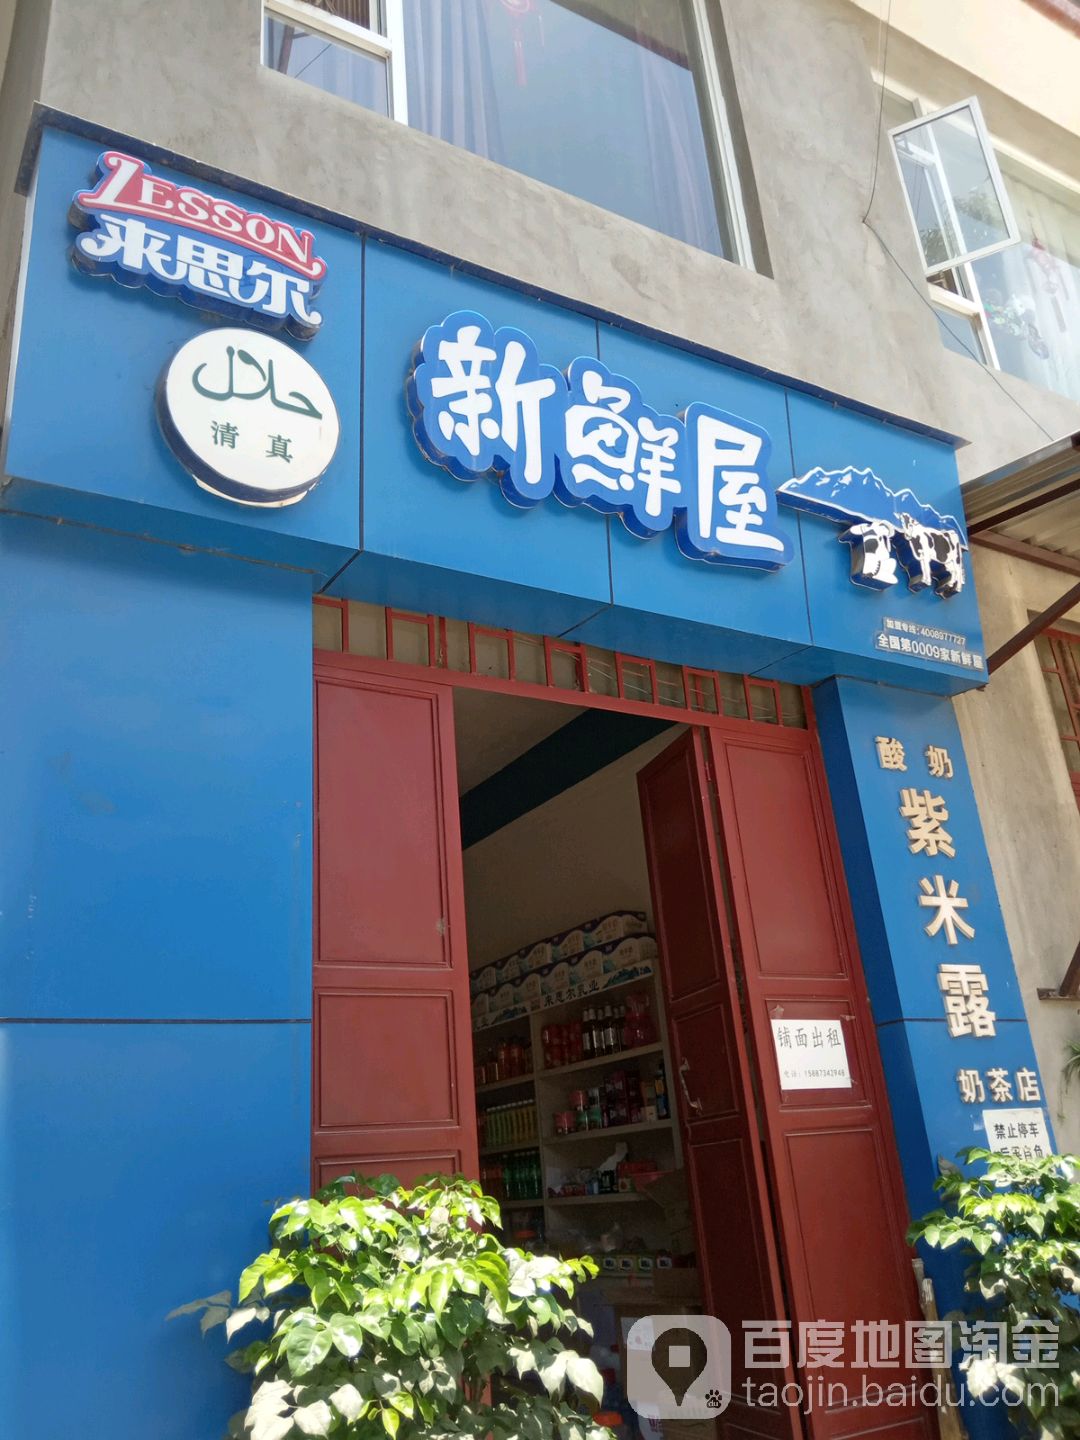 LESSON
来思尔
حلال
清真
新鲜屋
加盟专线：4008977727
全国第0009家新鲜屋
酸奶
紫米露
奶茶店
禁止停车
铺面出租
来思尔乳业
百度地图淘金
taojin.baidu.com